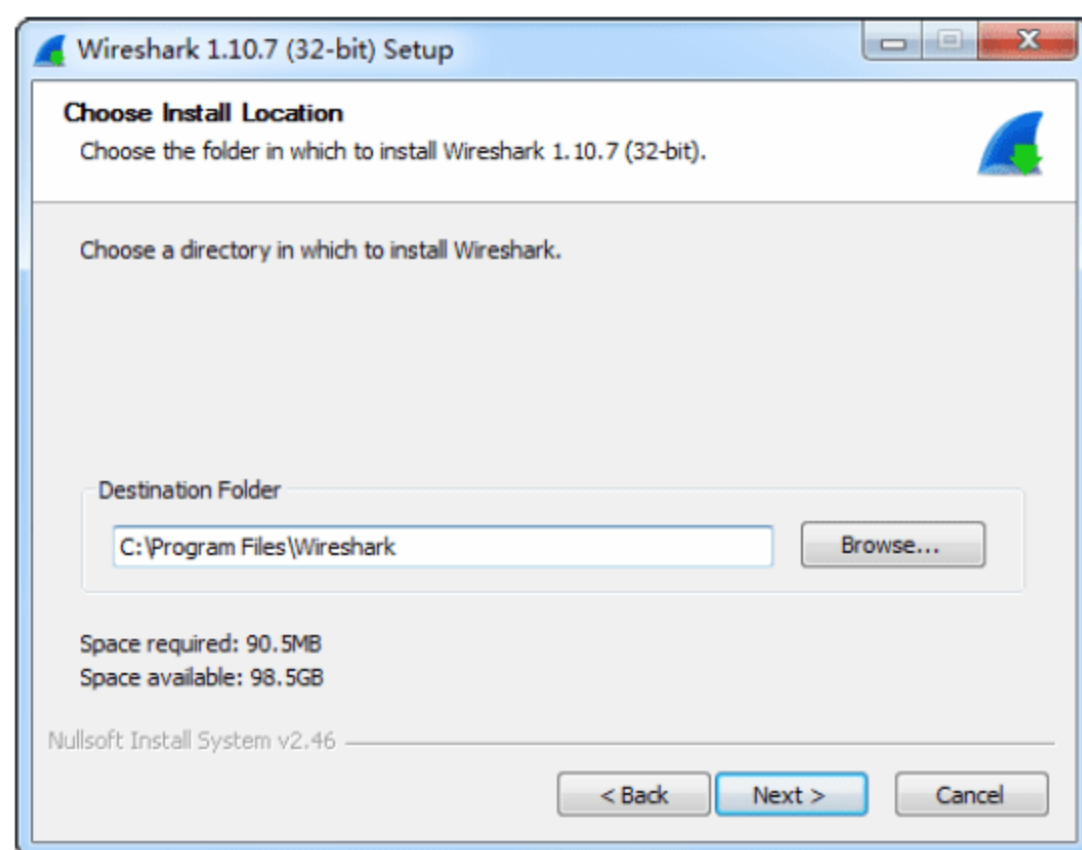 Wireshark 1.10.7 (32-bit) Setup
Choose Install Location
Choose the folder in which to install Wireshark 1.10.7 (32-bit).
Choose a directory in which to install Wireshark.
Destination Folder
C:\Program Files\Wireshark
Browse...
Space required: 90.5MB
Space available: 98.5GB
Nullsoft Install System v2.46
< Back Next > Cancel